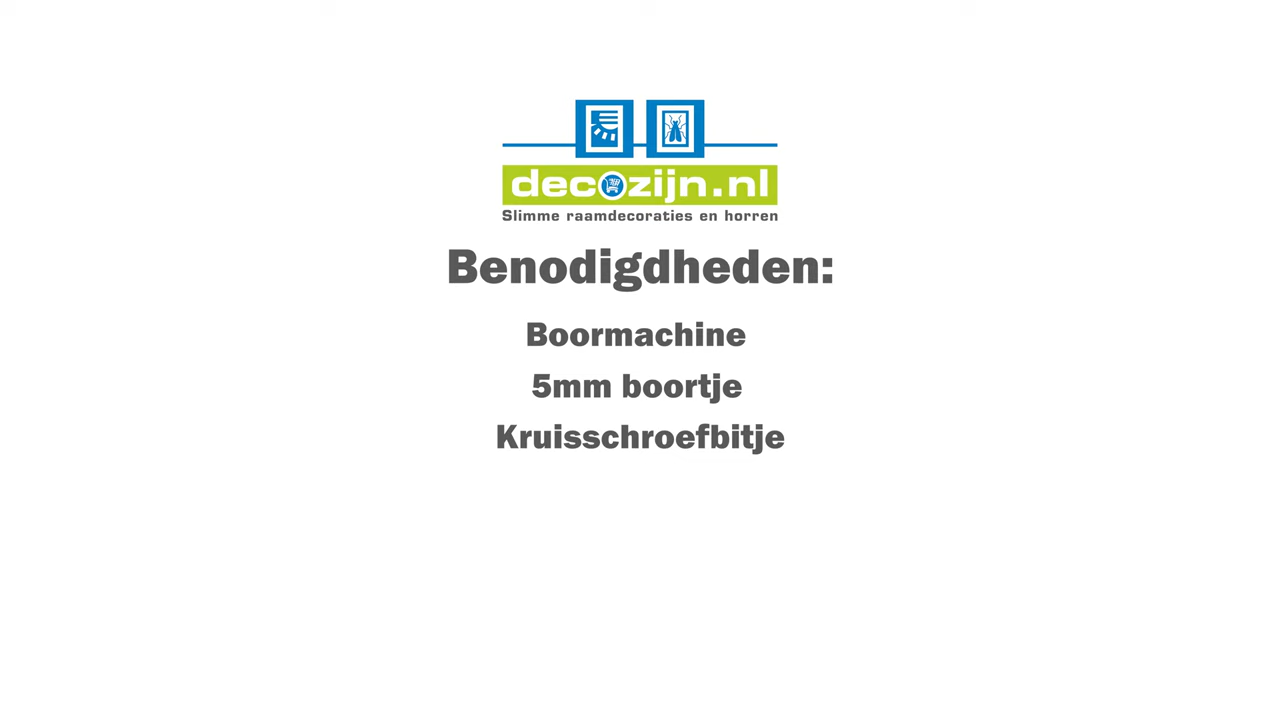 decozijn.nl
Slimme raamdecoraties en horren
Benodigdheden:
Boormachine
5mm boortje
Kruisschroefbitje